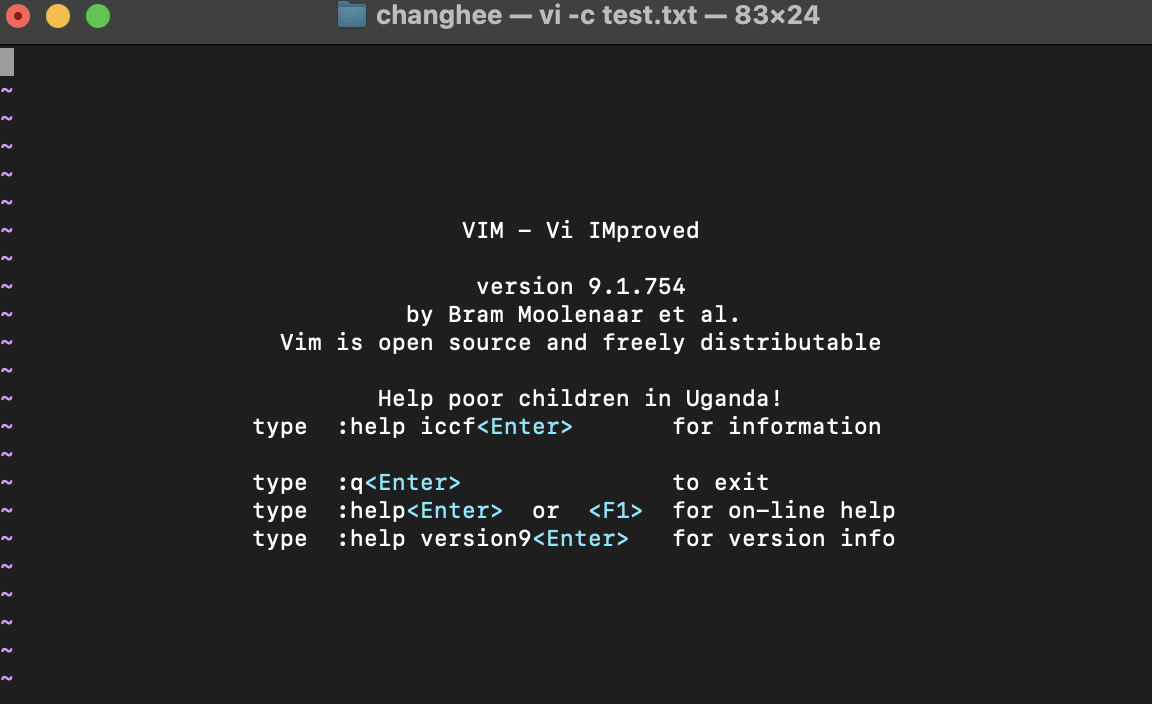 changhee — vi -c test.txt — 83×24
~
~
~
~
~
~ VIM - Vi IMproved
~
~ version 9.1.754
~ by Bram Moolenaar et al.
~ Vim is open source and freely distributable
~
~ Help poor children in Uganda!
~ type  :help iccf<Enter>       for information
~
~ type  :q<Enter>               to exit
~ type  :help<Enter>  or  <F1>  for on-line help
~ type  :help version9<Enter>   for version info
~
~
~
~
~